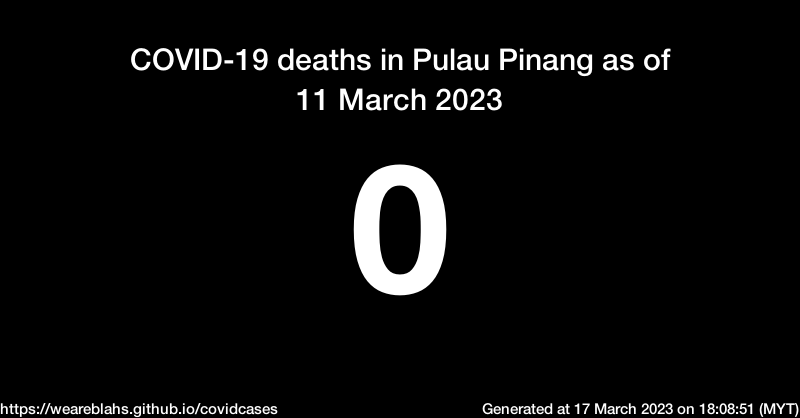 COVID-19 deaths in Pulau Pinang as of
11 March 2023
0
https://weareblahs.github.io/covidcases
Generated at 17 March 2023 on 18:08:51 (MYT)